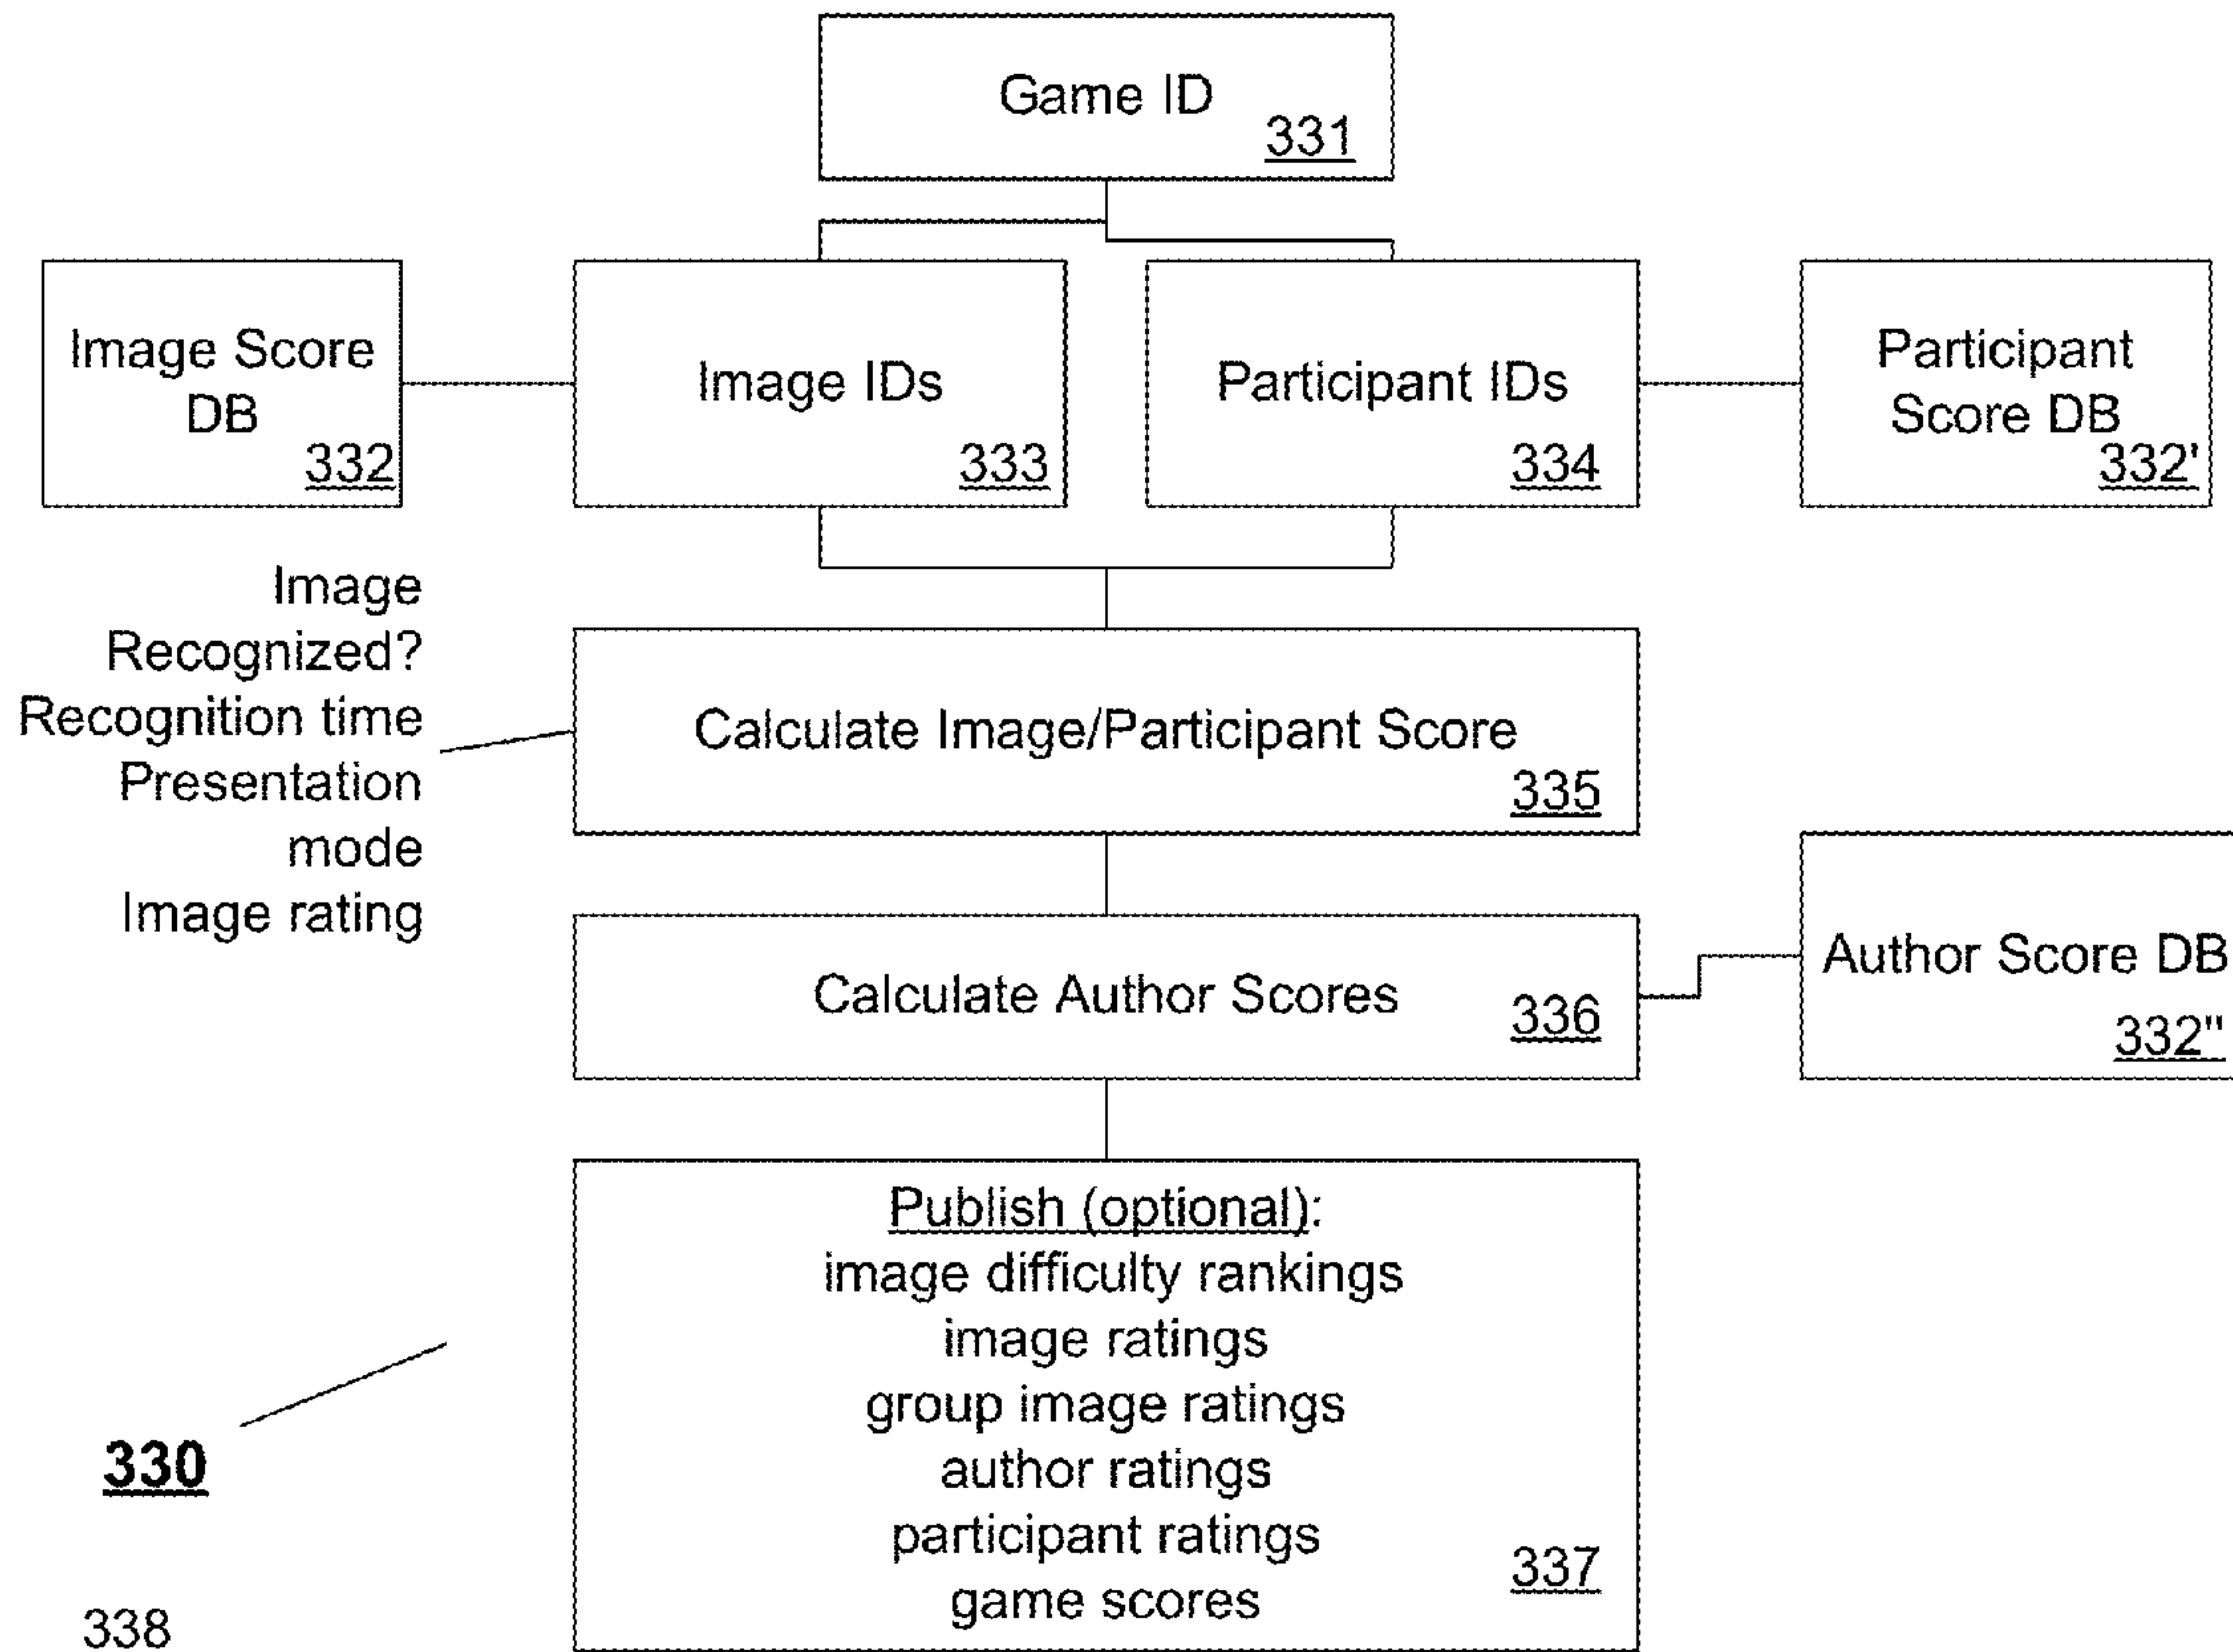 Game ID
331
Image Score
DB
332
Image IDs
333
Participant IDs
334
Participant
Score DB
332'
Image
Recognized?
Recognition time
Presentation
mode
Image rating
Calculate Image/Participant Score
335
Calculate Author Scores
336
Author Score DB
332"
Publish (optional):
image difficulty rankings
image ratings
group image ratings
author ratings
participant ratings
game scores
337
330
338